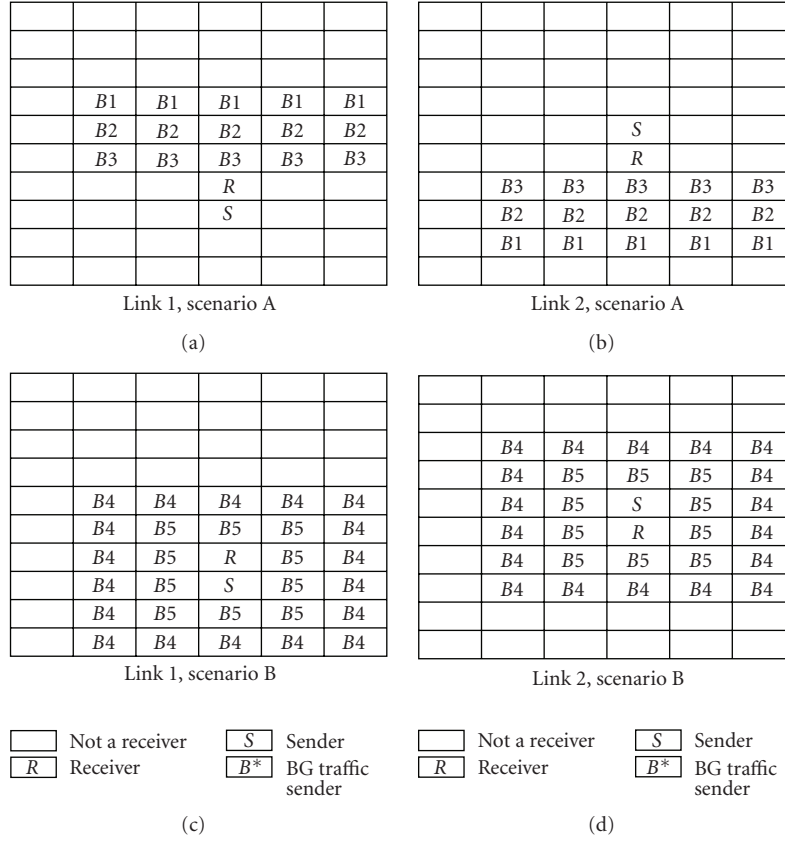 B1 B1 B1 B1 B1
B2 B2 B2 B2 B2
B3 B3 B3 B3 B3
R
S
Link 1, scenario A
(a)
S
R
B3 B3 B3 B3 B3
B2 B2 B2 B2 B2
B1 B1 B1 B1 B1
Link 2, scenario A
(b)
B4 B4 B4 B4 B4
B4 B5 B5 B5 B4
B4 B5 R B5 B4
B4 B5 S B5 B4
B4 B5 B5 B5 B4
B4 B4 B4 B4 B4
Link 1, scenario B
Not a receiver
R Receiver
S Sender
B* BG traffic
sender
(c)
B4 B4 B4 B4 B4
B4 B5 B5 B5 B4
B4 B5 S B5 B4
B4 B5 R B5 B4
B4 B5 B5 B5 B4
B4 B4 B4 B4 B4
Link 2, scenario B
Not a receiver
R Receiver
S Sender
B* BG traffic
sender
(d)